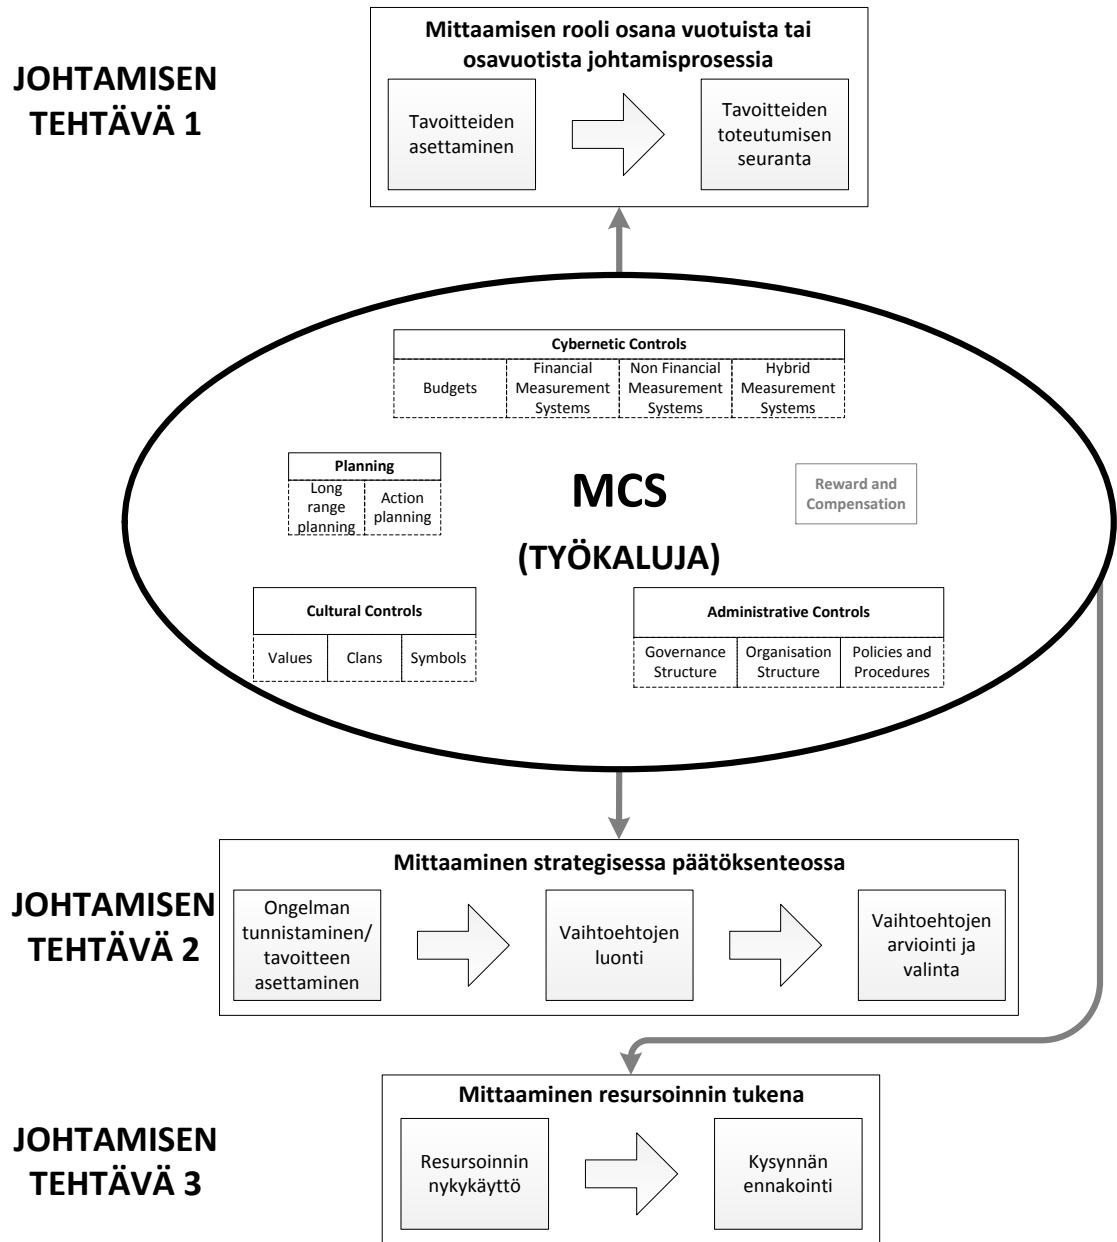 JOHTAMISEN
TEHTÄVÄ 1
Mittaamisen rooli osana vuotuista tai
osavuotista johtamisprosessia
Tavoitteiden
asettaminen
Tavoitteiden
toteutumisen
seuranta
Cybernetic Controls
Budgets
Financial
Measurement
Systems
Non Financial
Measurement
Systems
Hybrid
Measurement
Systems
Planning
Long
range
planning
Action
planning
MCS
(TYÖKALUJA)
Reward and
Compensation
Cultural Controls
Values
Clans
Symbols
Administrative Controls
Governance
Structure
Organisation
Structure
Policies and
Procedures
JOHTAMISEN
TEHTÄVÄ 2
Mittaaminen strategisessa päätöksenteossa
Ongelman
tunnistaminen/
tavoitteen
asettaminen
Vaihtoehtojen
luonti
Vaihtoehtojen
arviointi ja
valinta
JOHTAMISEN
TEHTÄVÄ 3
Mittaaminen resursoinnin tukena
Resursoinnin
nykykäyttö
Kysynnän
ennakointi